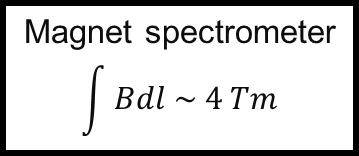 Magnet spectrometer
∫ Bdl ~ 4 Tm